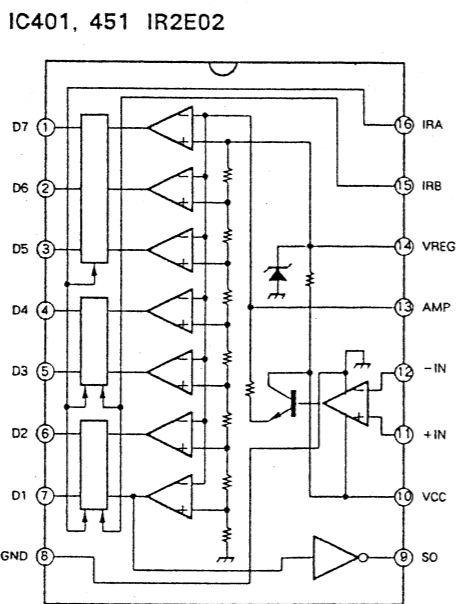 IC401, 451 IR2E02
D7 1
D6 2
D5 3
D4 4
D3 5
D2 6
D1 7
GND 8
16 IRA
15 IRB
14 VREG
13 AMP
12 -IN
11 +IN
10 VCC
9 SO
- +
- +
- +
- +
- +
- +
- +
- +